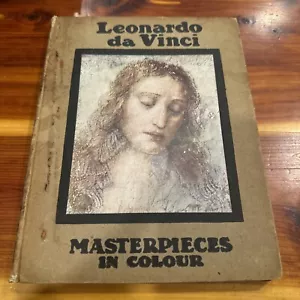 Leonardo
da Vinci
MASTERPIECES
IN COLOUR